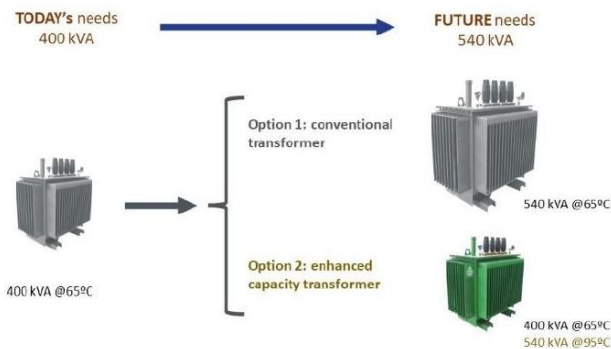 TODAY's needs
400 kVA
FUTURE needs
540 kVA
Option 1: conventional
transformer
540 kVA @65ºC
400 kVA @65ºC
Option 2: enhanced
capacity transformer
400 kVA @65ºC
540 kVA @95ºC